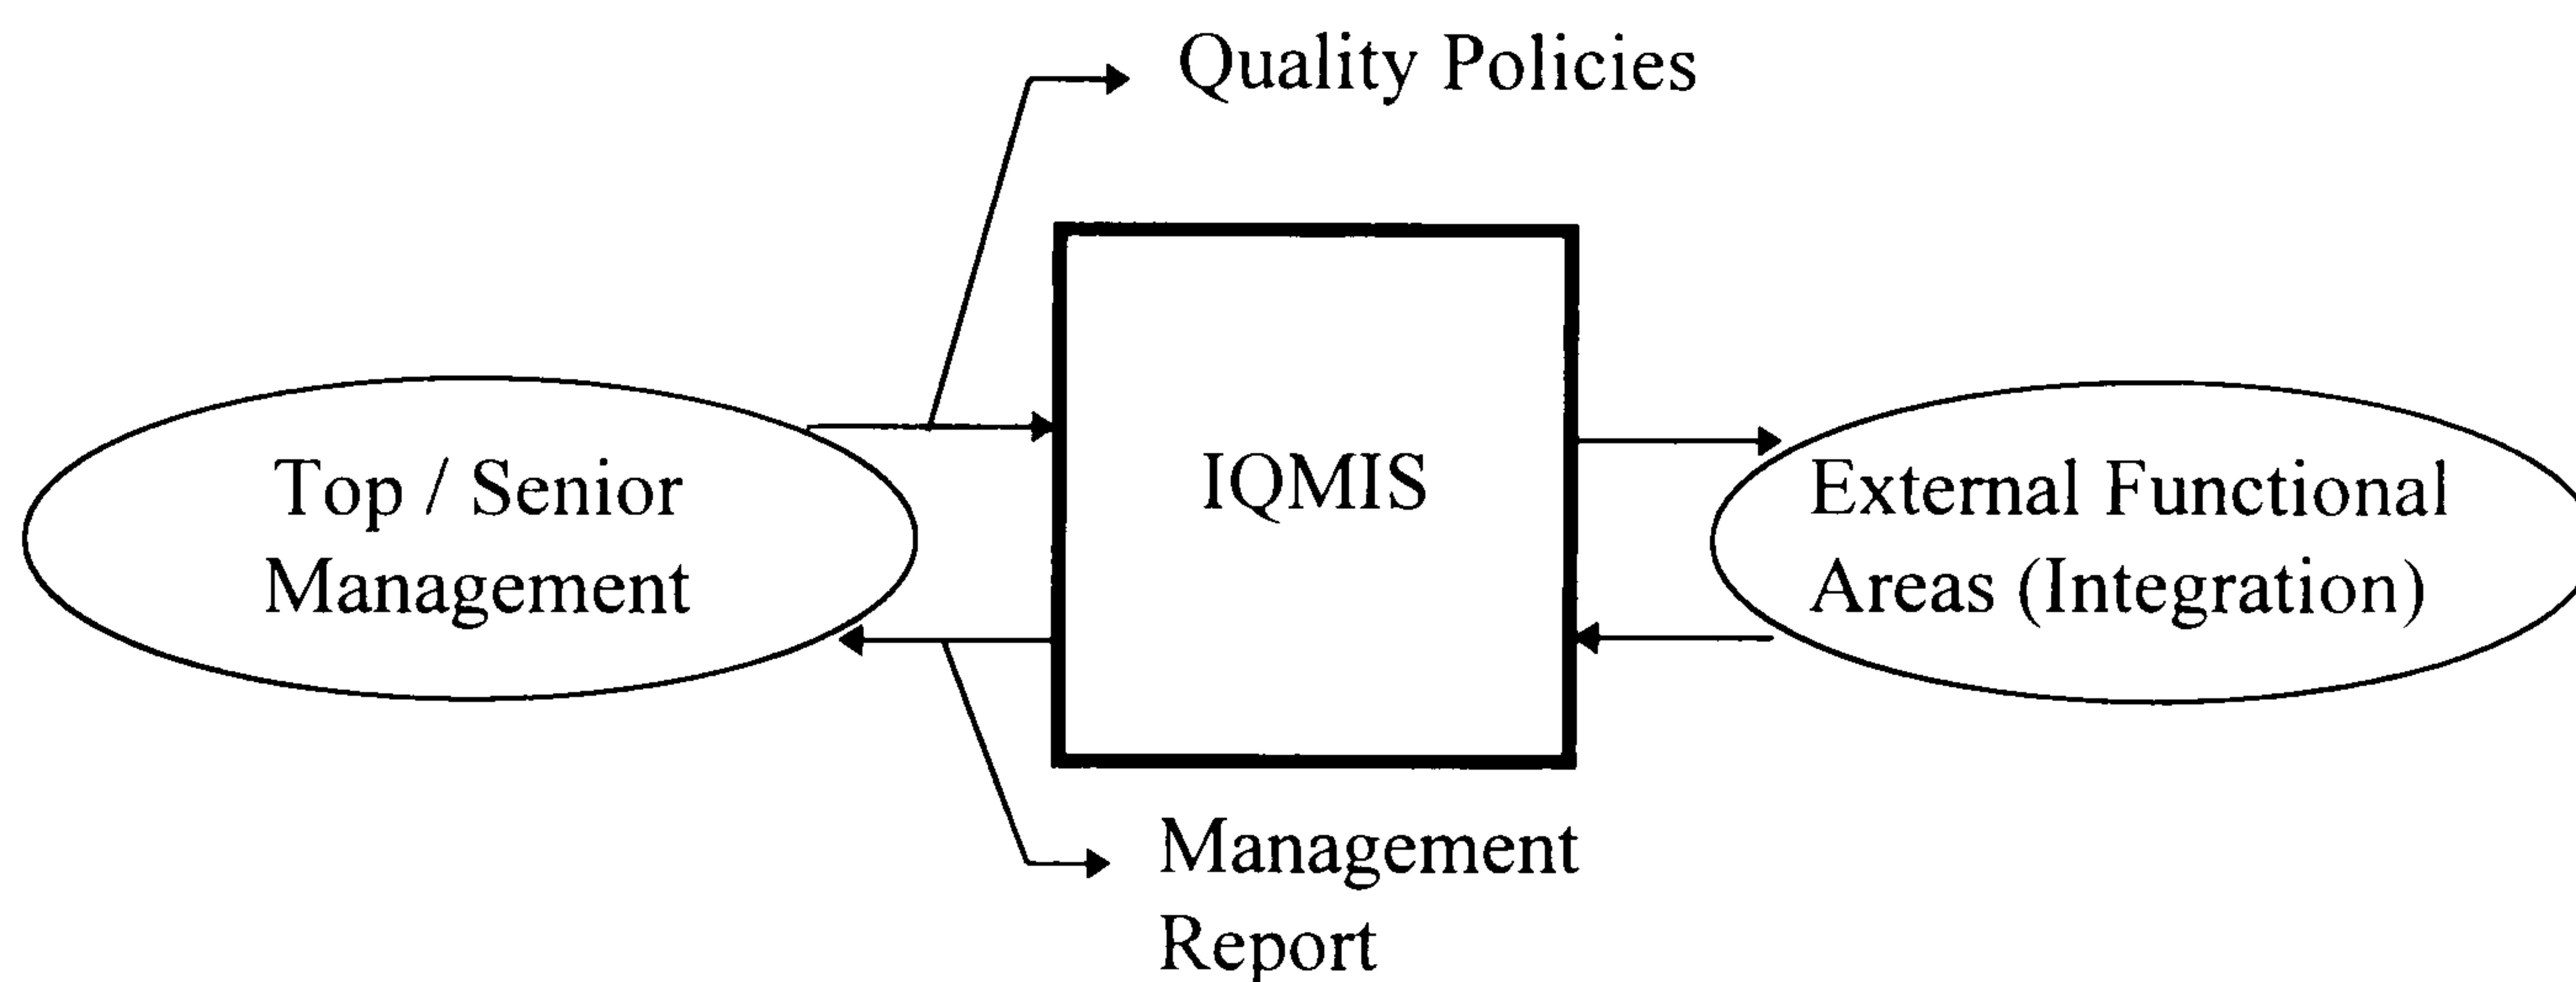 Quality Policies
Top / Senior
Management
IQMIS
External Functional
Areas (Integration)
Management
Report